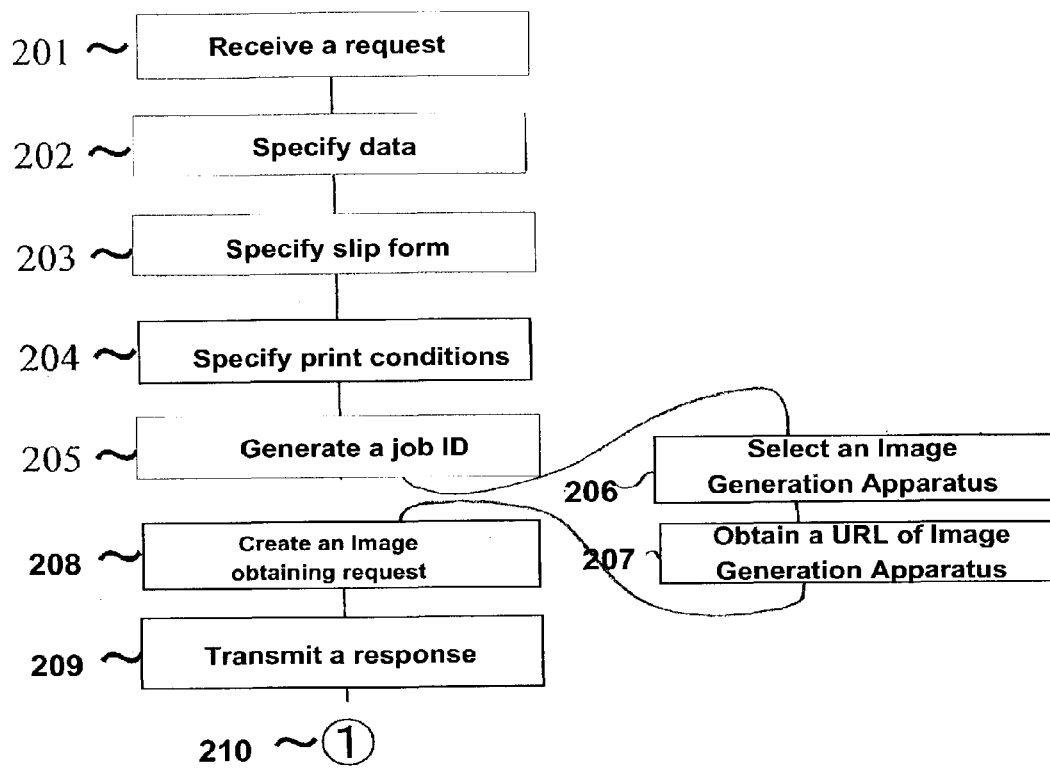 201 ~ Receive a request
202 ~ Specify data
203 ~ Specify slip form
204 ~ Specify print conditions
205 ~ Generate a job ID
206 Select an Image
Generation Apparatus
207 Obtain a URL of Image
Generation Apparatus
208 ~ Create an Image
obtaining request
209 ~ Transmit a response
210 ~ 1